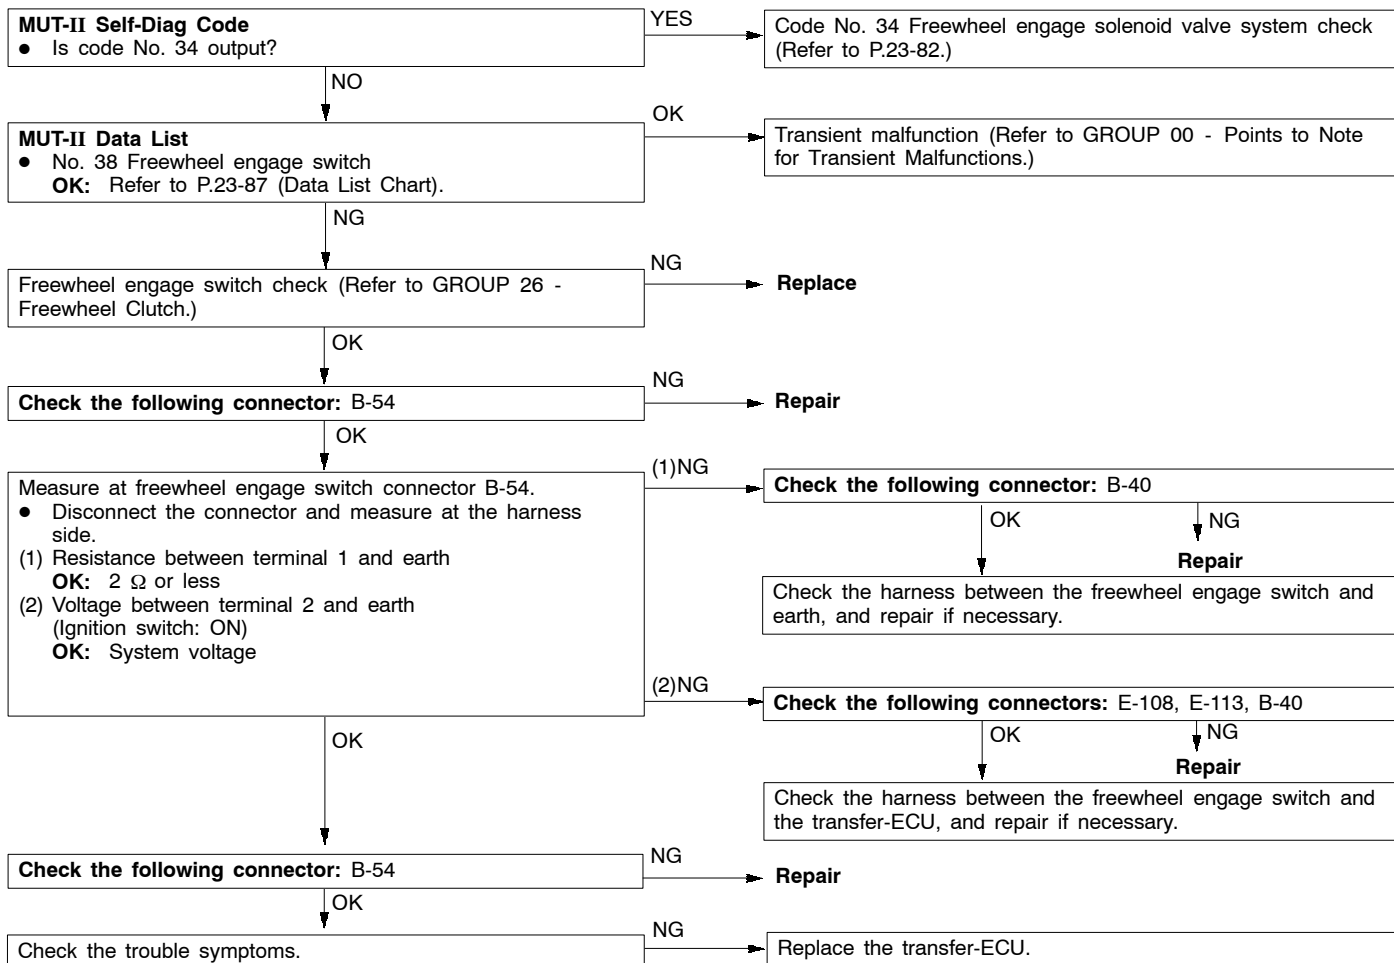 MUT-II Self-Diag Code
● Is code No. 34 output?
YES
Code No. 34 Freewheel engage solenoid valve system check
(Refer to P.23-82.)
NO
MUT-II Data List
● No. 38 Freewheel engage switch
OK: Refer to P.23-87 (Data List Chart).
OK
Transient malfunction (Refer to GROUP 00 - Points to Note
for Transient Malfunctions.)
NG
Freewheel engage switch check (Refer to GROUP 26 -
Freewheel Clutch.)
NG
Replace
OK
Check the following connector: B-54
NG
Repair
OK
Measure at freewheel engage switch connector B-54.
● Disconnect the connector and measure at the harness
side.
(1) Resistance between terminal 1 and earth
OK: 2 Ω or less
(2) Voltage between terminal 2 and earth
(Ignition switch: ON)
OK: System voltage
(1)NG
Check the following connector: B-40
OK
NG
Repair
Check the harness between the freewheel engage switch and
earth, and repair if necessary.
(2)NG
Check the following connectors: E-108, E-113, B-40
OK
NG
Repair
Check the harness between the freewheel engage switch and
the transfer-ECU, and repair if necessary.
OK
Check the following connector: B-54
NG
Repair
OK
Check the trouble symptoms.
NG
Replace the transfer-ECU.